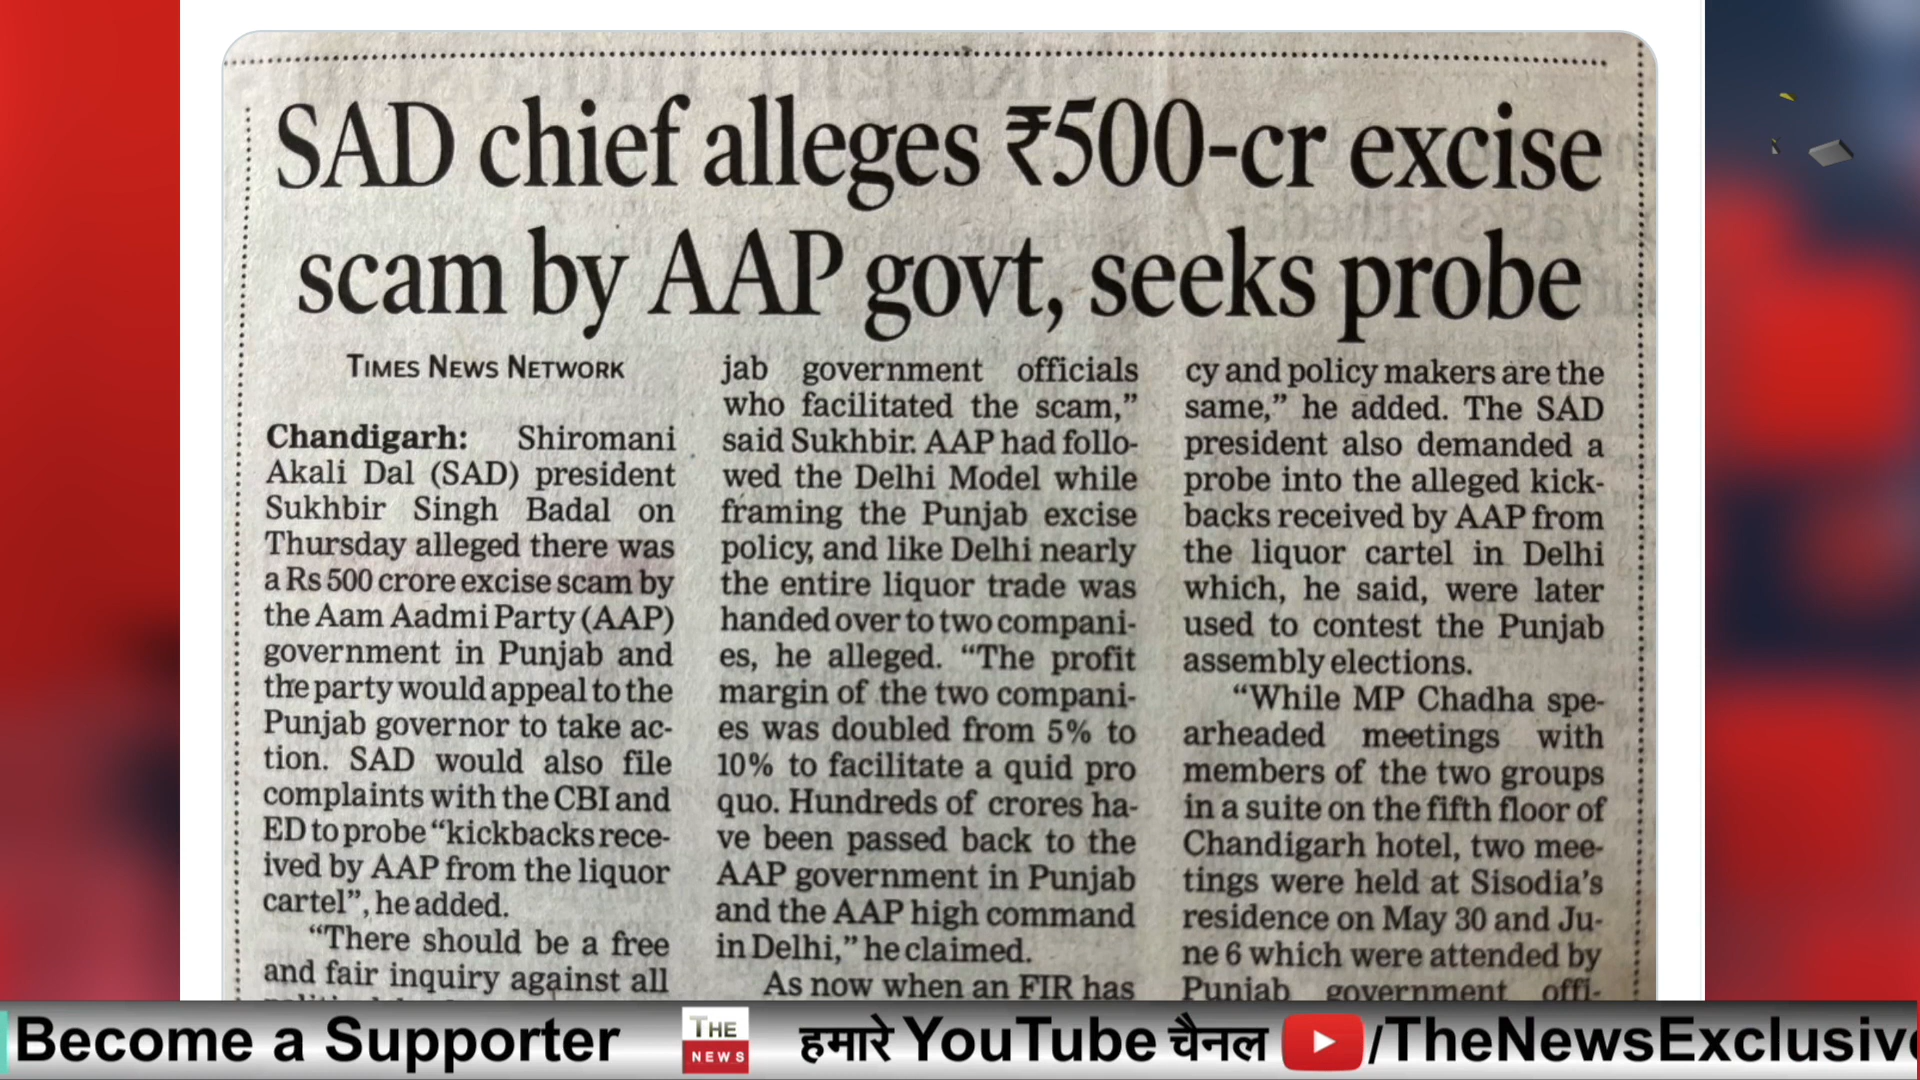 SAD chief alleges ₹500-cr excise
scam by AAP govt, seeks probe
TIMES NEWS NETWORK
Chandigarh: Shiromani
Akali Dal (SAD) president
Sukhbir Singh Badal on
Thursday alleged there was
a Rs 500 crore excise scam by
the Aam Aadmi Party (AAP)
government in Punjab and
the party would appeal to the
Punjab governor to take ac-
tion. SAD would also file
complaints with the CBI and
ED to probe “kickbacks rece-
ived by AAP from the liquor
cartel”, he added.
“There should be a free
and fair inquiry against all
jab government officials
who facilitated the scam,”
said Sukhbir. AAP had follo-
wed the Delhi Model while
framing the Punjab excise
policy, and like Delhi nearly
the entire liquor trade was
handed over to two compani-
es, he alleged. “The profit
margin of the two compani-
es was doubled from 5% to
10% to facilitate a quid pro
quo. Hundreds of crores ha-
ve been passed back to the
AAP government in Punjab
and the AAP high command
in Delhi,” he claimed.
As now when an FIR has
cy and policy makers are the
same,” he added. The SAD
president also demanded a
probe into the alleged kick-
backs received by AAP from
the liquor cartel in Delhi
which, he said, were later
used to contest the Punjab
assembly elections.
“While MP Chadha spe-
arheaded meetings with
members of the two groups
in a suite on the fifth floor of
Chandigarh hotel, two mee-
tings were held at Sisodia’s
residence on May 30 and Ju-
ne 6 which were attended by
Punjab government offi-
Become a Supporter THE NEWS हमारे YouTube चैनल /TheNewsExclusive